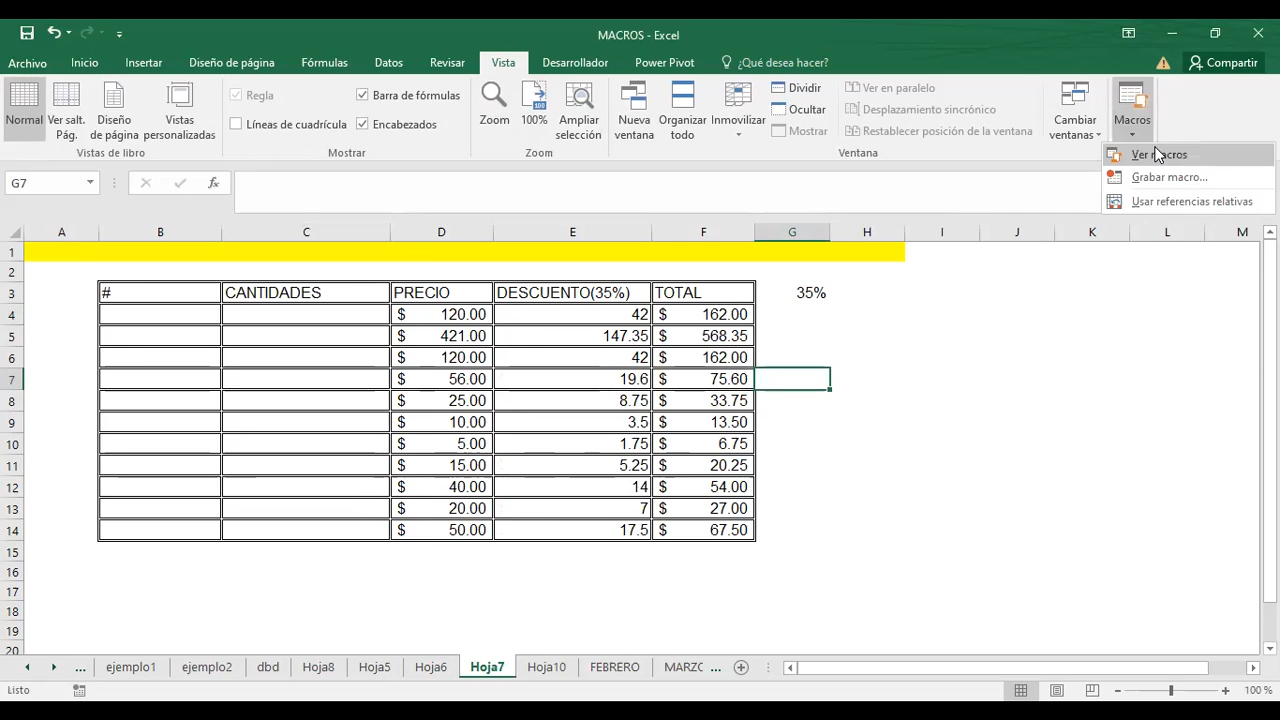 MACROS - Excel
Archivo Inicio Insertar Diseño de página Fórmulas Datos Revisar Vista Desarrollador Power Pivot ¿Qué desea hacer? Compartir
Normal Ver salt. Pág. Diseño de página Vistas personalizadas
Vistas de libro
Regla Barra de fórmulas
Líneas de cuadrícula Encabezados
Mostrar
Zoom 100% Ampliar selección
Zoom
Nueva ventana Organizar todo Inmovilizar
Dividir
Ocultar
Mostrar
Ver en paralelo
Desplazamiento sincrónico
Restablecer posición de la ventana
Cambiar ventanas
Ventana
Macros
Ver macros
Grabar macro...
Usar referencias relativas
G7 fx
A B C D E F G H I J K L M
1
2
3 # CANTIDADES PRECIO DESCUENTO(35%) TOTAL 35%
4 $ 120.00 42 $ 162.00
5 $ 421.00 147.35 $ 568.35
6 $ 120.00 42 $ 162.00
7 $ 56.00 19.6 $ 75.60
8 $ 25.00 8.75 $ 33.75
9 $ 10.00 3.5 $ 13.50
10 $ 5.00 1.75 $ 6.75
11 $ 15.00 5.25 $ 20.25
12 $ 40.00 14 $ 54.00
13 $ 20.00 7 $ 27.00
14 $ 50.00 17.5 $ 67.50
15
16
17
18
19
20
... ejemplo1 ejemplo2 dbd Hoja8 Hoja5 Hoja6 Hoja7 Hoja10 FEBRERO MARZO ...
Listo 100 %